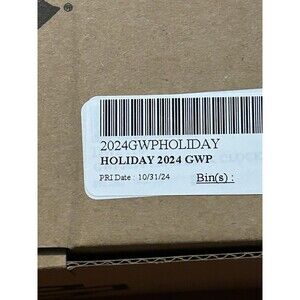 ®
2024GWPHOLIDAY
HOLIDAY 2024 GWP
PRI Date 10/31/24 Bin(s) :